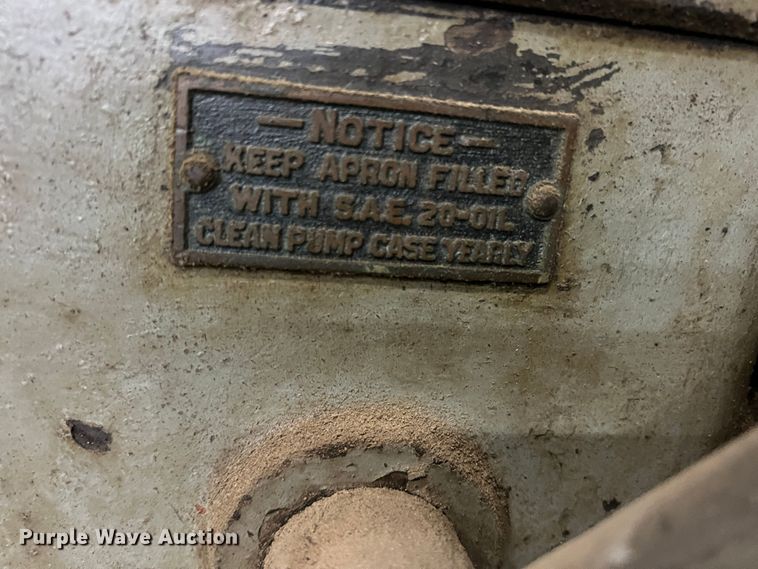 — NOTICE —
KEEP APRON FILLED
WITH S.A.E. 20-OIL
CLEAN PUMP CASE YEARLY
Purple Wave Auction